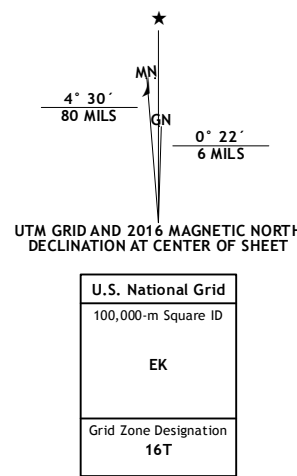 ★
MN
GN
4° 30´
80 MILS
0° 22´
6 MILS
UTM GRID AND 2016 MAGNETIC NORTH
DECLINATION AT CENTER OF SHEET
U.S. National Grid
100,000-m Square ID
EK
Grid Zone Designation
16T